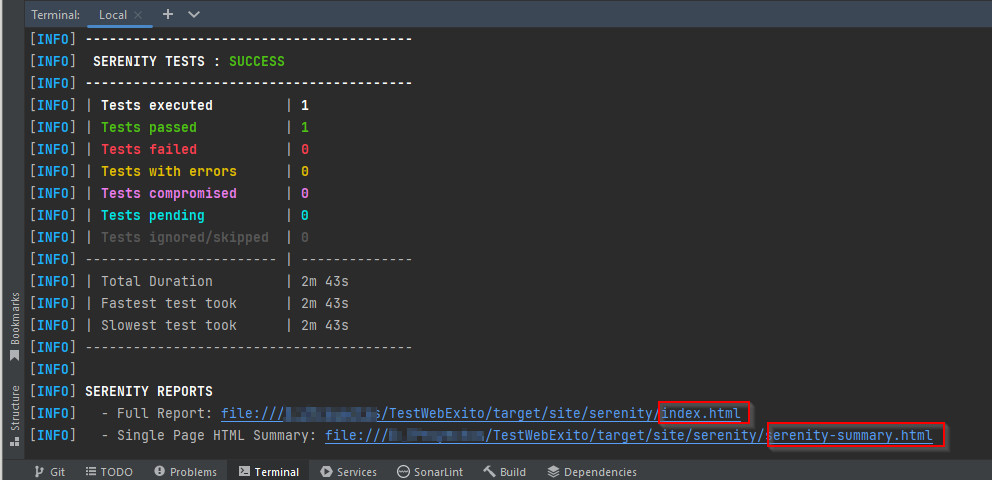 Terminal: Local × +
[INFO] -----------------------------------------
[INFO]  SERENITY TESTS : SUCCESS
[INFO] -----------------------------------------
[INFO] | Tests executed         | 1
[INFO] | Tests passed           | 1
[INFO] | Tests failed           | 0
[INFO] | Tests with errors      | 0
[INFO] | Tests compromised      | 0
[INFO] | Tests pending          | 0
[INFO] | Tests ignored/skipped  | 0
[INFO] ------------------------ | --------------
[INFO] | Total Duration         | 2m 43s
[INFO] | Fastest test took      | 2m 43s
[INFO] | Slowest test took      | 2m 43s
[INFO] -----------------------------------------
[INFO]
[INFO] SERENITY REPORTS
[INFO]   - Full Report: file:///s/TestWebExito/target/site/serenity/index.html
[INFO]   - Single Page HTML Summary: file:///TestWebExito/target/site/serenity/serenity-summary.html
Bookmarks
Structure
Git TODO Problems Terminal Services SonarLint Build Dependencies